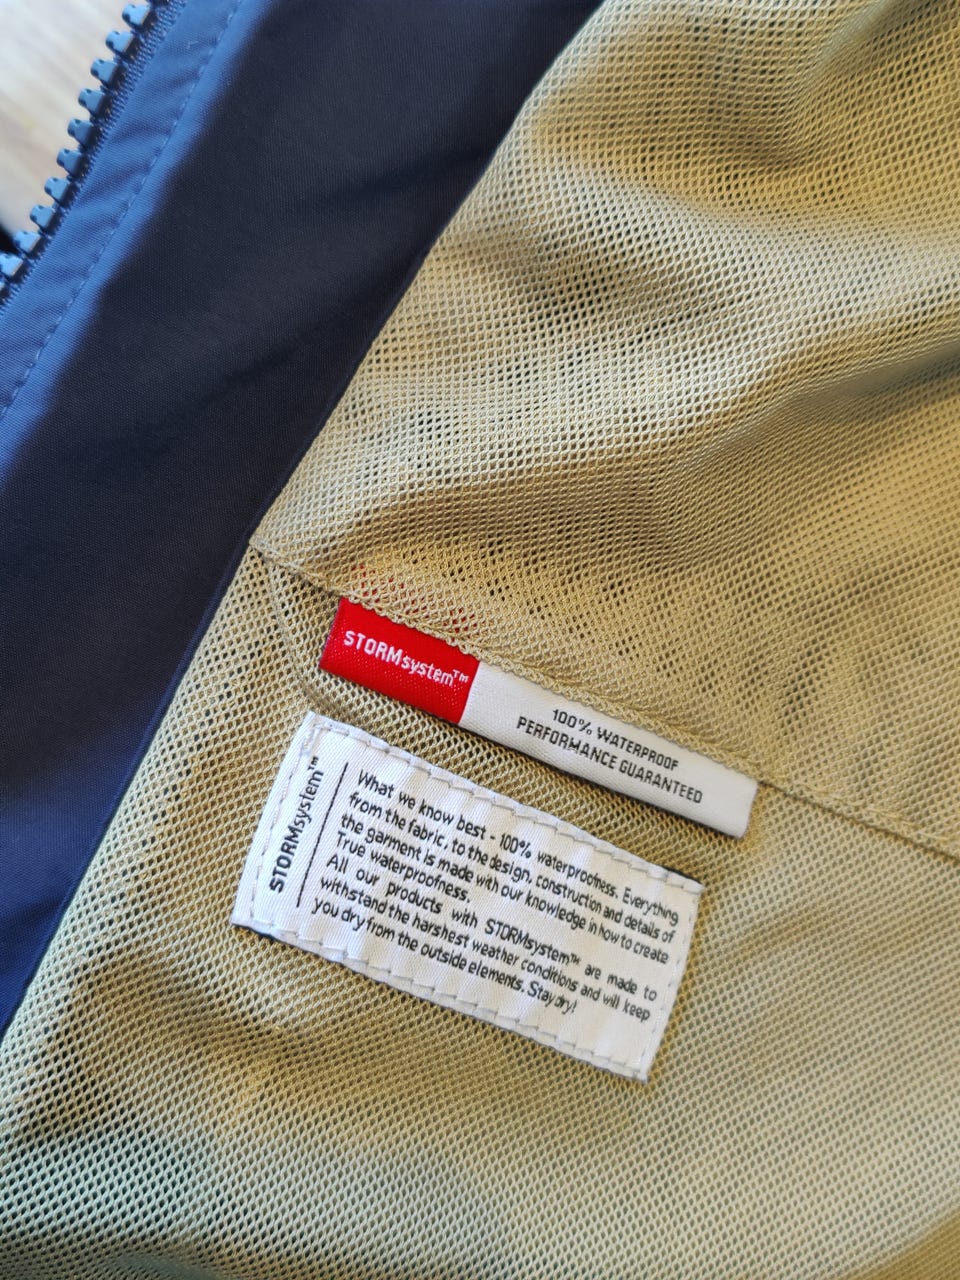 STORMsystem™
100% WATERPROOF
PERFORMANCE GUARANTEED
STORMsystem™
What we know best - 100% waterproofness. Everything
from the fabric, to the design, construction and details of
the garment is made with our knowledge in how to create
True waterproofness.
All our products with STORMsystem™ are made to
withstand the harshest weather conditions and will keep
you dry from the outside elements. Stay dry!